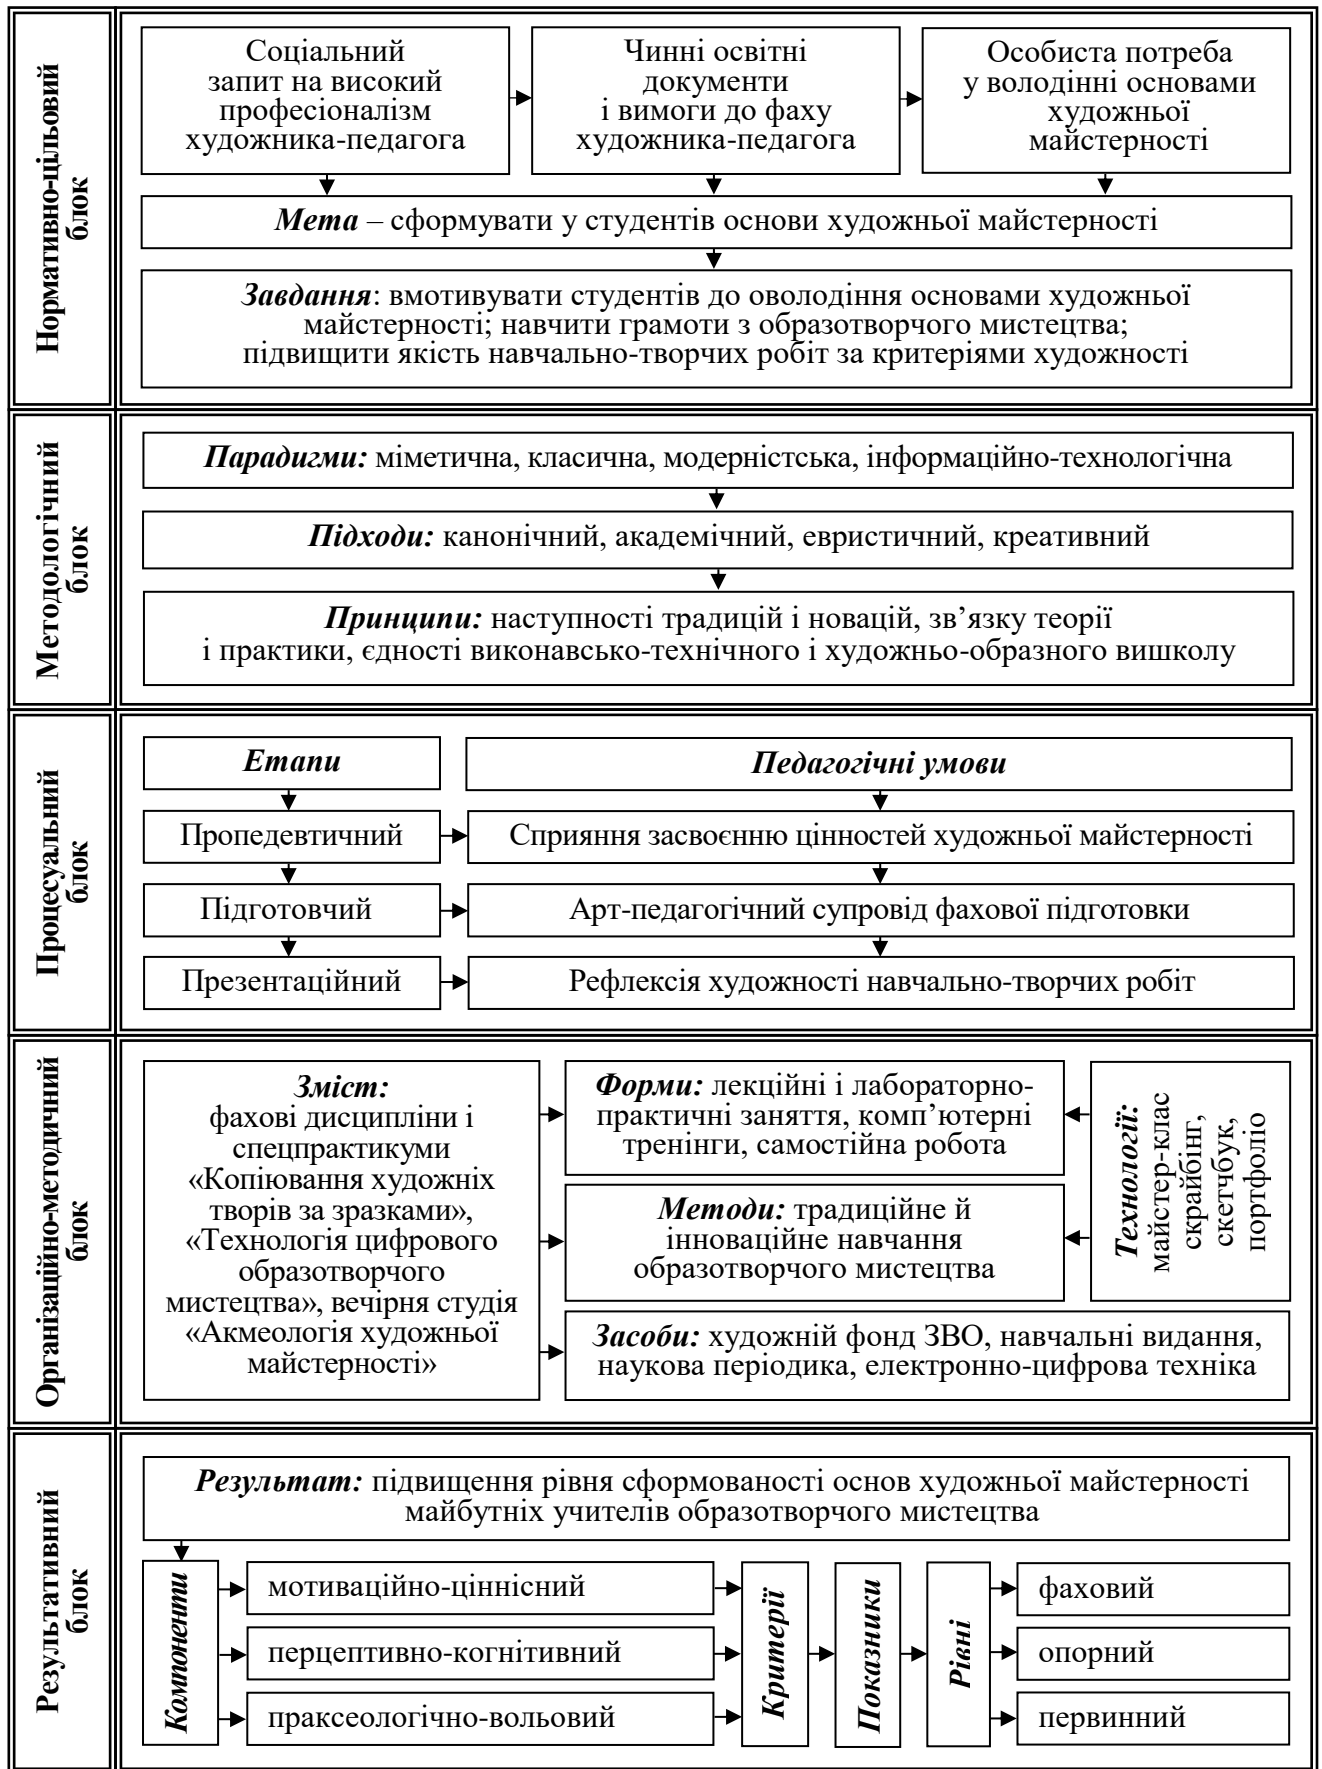 Нормативно-цільовий
блок
Соціальний
запит на високий
професіоналізм
художника-педагога
Чинні освітні
документи
і вимоги до фаху
художника-педагога
Особиста потреба
у володінні основами
художньої
майстерності
Мета – сформувати у студентів основи художньої майстерності
Завдання: вмотивувати студентів до оволодіння основами художньої
майстерності; навчити грамоти з образотворчого мистецтва;
підвищити якість навчально-творчих робіт за критеріями художності
Методологічний
блок
Парадигми: міметична, класична, модерністська, інформаційно-технологічна
Підходи: канонічний, академічний, евристичний, креативний
Принципи: наступності традицій і новацій, зв’язку теорії
і практики, єдності виконавсько-технічного і художньо-образного вишколу
Процесуальний
блок
Етапи
Педагогічні умови
Пропедевтичний
Сприяння засвоєнню цінностей художньої майстерності
Підготовчий
Арт-педагогічний супровід фахової підготовки
Презентаційний
Рефлексія художності навчально-творчих робіт
Організаційно-методичний
блок
Зміст:
фахові дисципліни і
спецпрактикуми
«Копіювання художніх
творів за зразками»,
«Технологія цифрового
образотворчого
мистецтва», вечірня студія
«Акмеологія художньої
майстерності»
Форми: лекційні і лабораторно-
практичні заняття, комп’ютерні
тренінги, самостійна робота
Методи: традиційне й
інноваційне навчання
образотворчого мистецтва
Засоби: художній фонд ЗВО, навчальні видання,
наукова періодика, електронно-цифрова техніка
Технології:
майстер-клас
скрайбінг,
скетчбук,
портфоліо
Результативний
блок
Результат: підвищення рівня сформованості основ художньої майстерності
майбутніх учителів образотворчого мистецтва
Компоненти
мотиваційно-ціннісний
перцептивно-когнітивний
праксеологічно-вольовий
Критерії
Показники
Рівні
фаховий
опорний
первинний